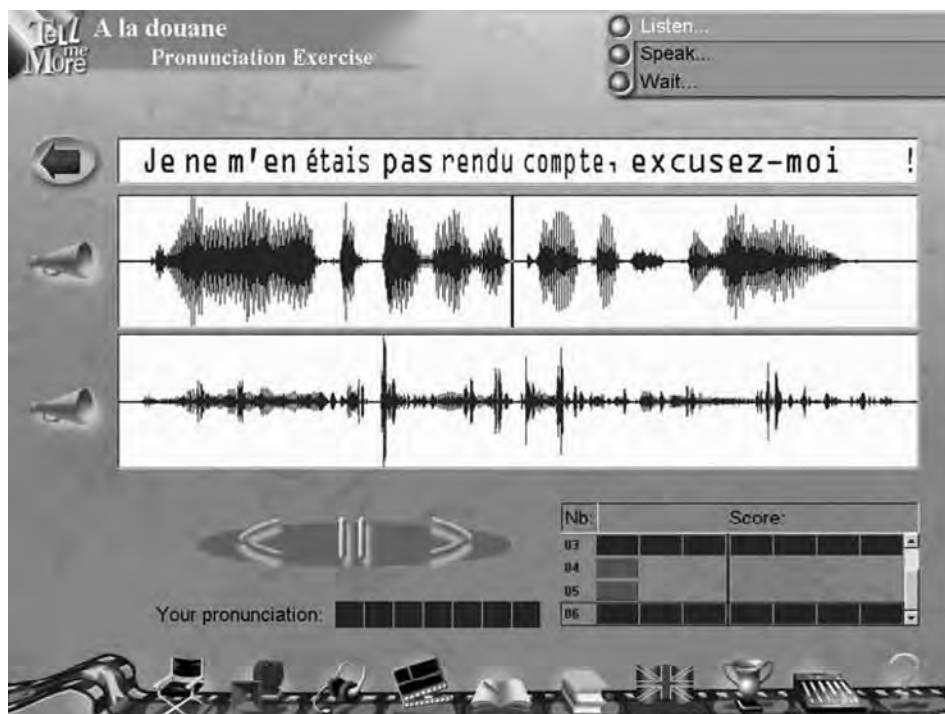 Tell me More
A la douane
Pronunciation Exercise
Listen...
Speak...
Wait...
Je ne m'en étais pas rendu compte, excusez-moi !
Nb: Score:
03
04
05
06
Your pronunciation: